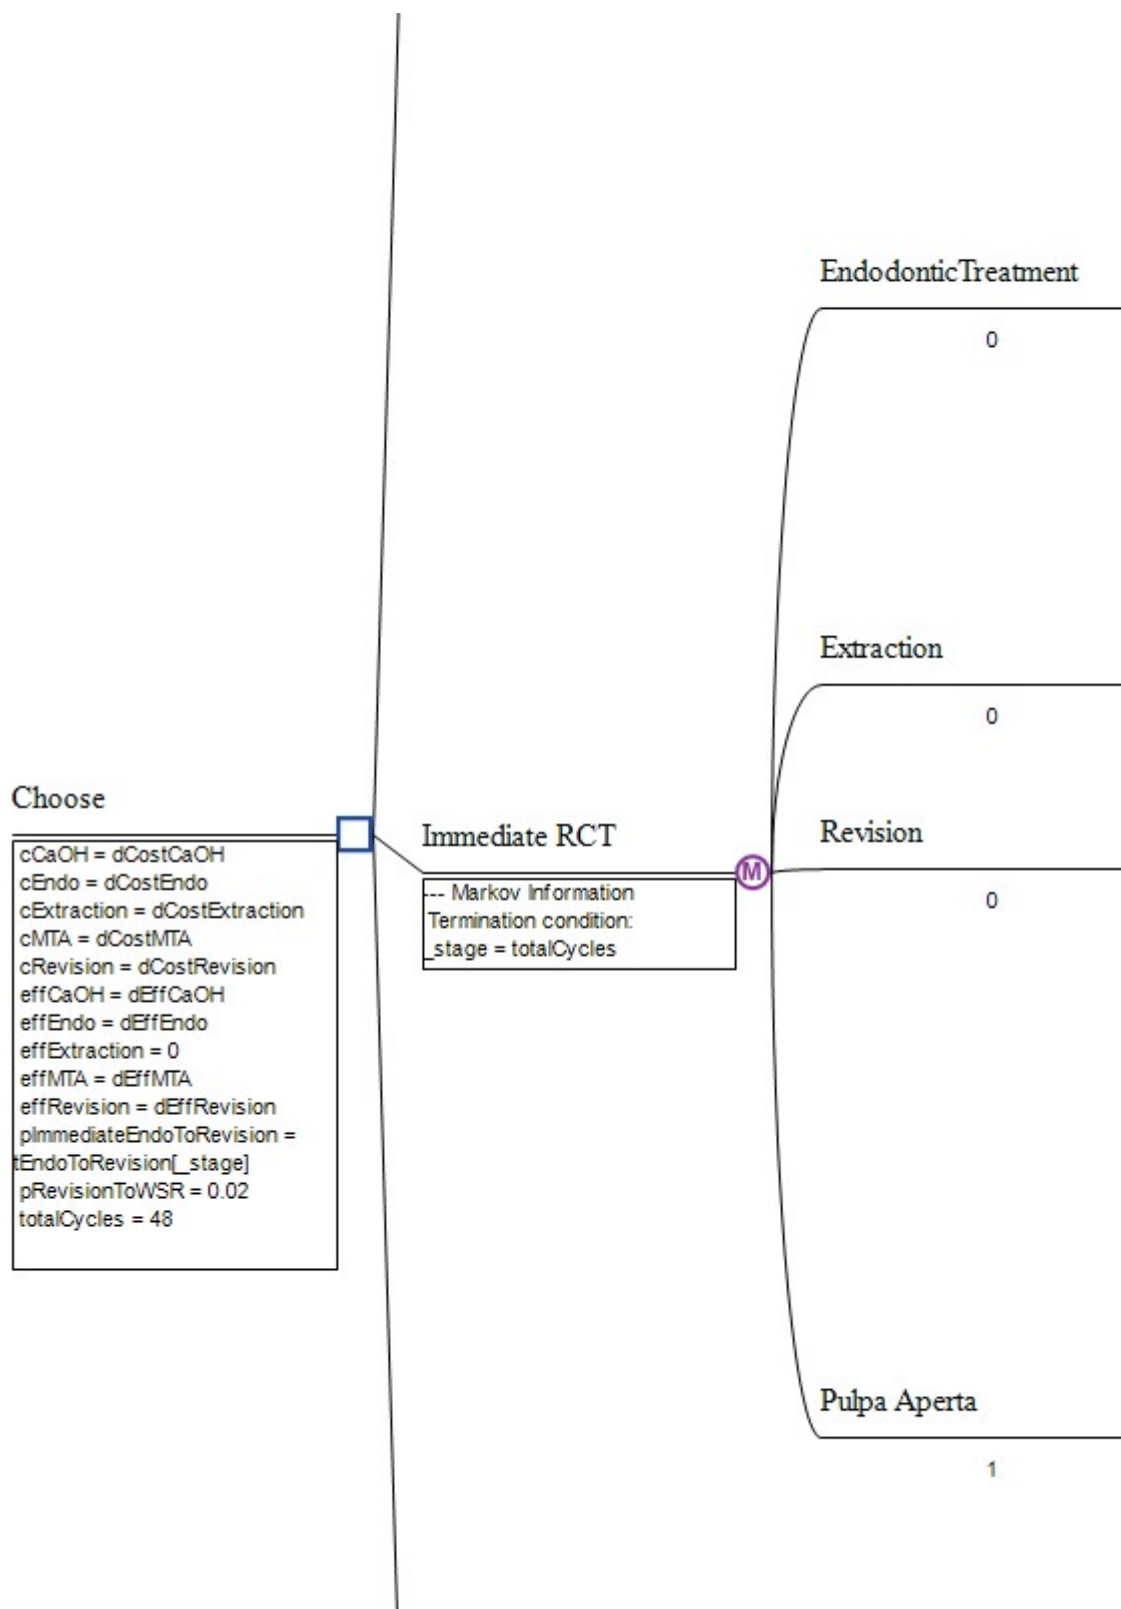 EndodonticTreatment
0
Extraction
0
Choose
Immediate RCT
Revision
M
0
cCaOH = dCostCaOH
cEndo = dCostEndo
cExtraction = dCostExtraction
cMTA = dCostMTA
cRevision = dCostRevision
effCaOH = dEffCaOH
effEndo = dEffEndo
effExtraction = 0
effMTA = dEffMTA
effRevision = dEffRevision
pImmediateEndoToRevision =
tEndoToRevision[_stage]
pRevisionToWSR = 0.02
totalCycles = 48
--- Markov Information
Termination condition:
_stage = totalCycles
Pulpa Aperta
1